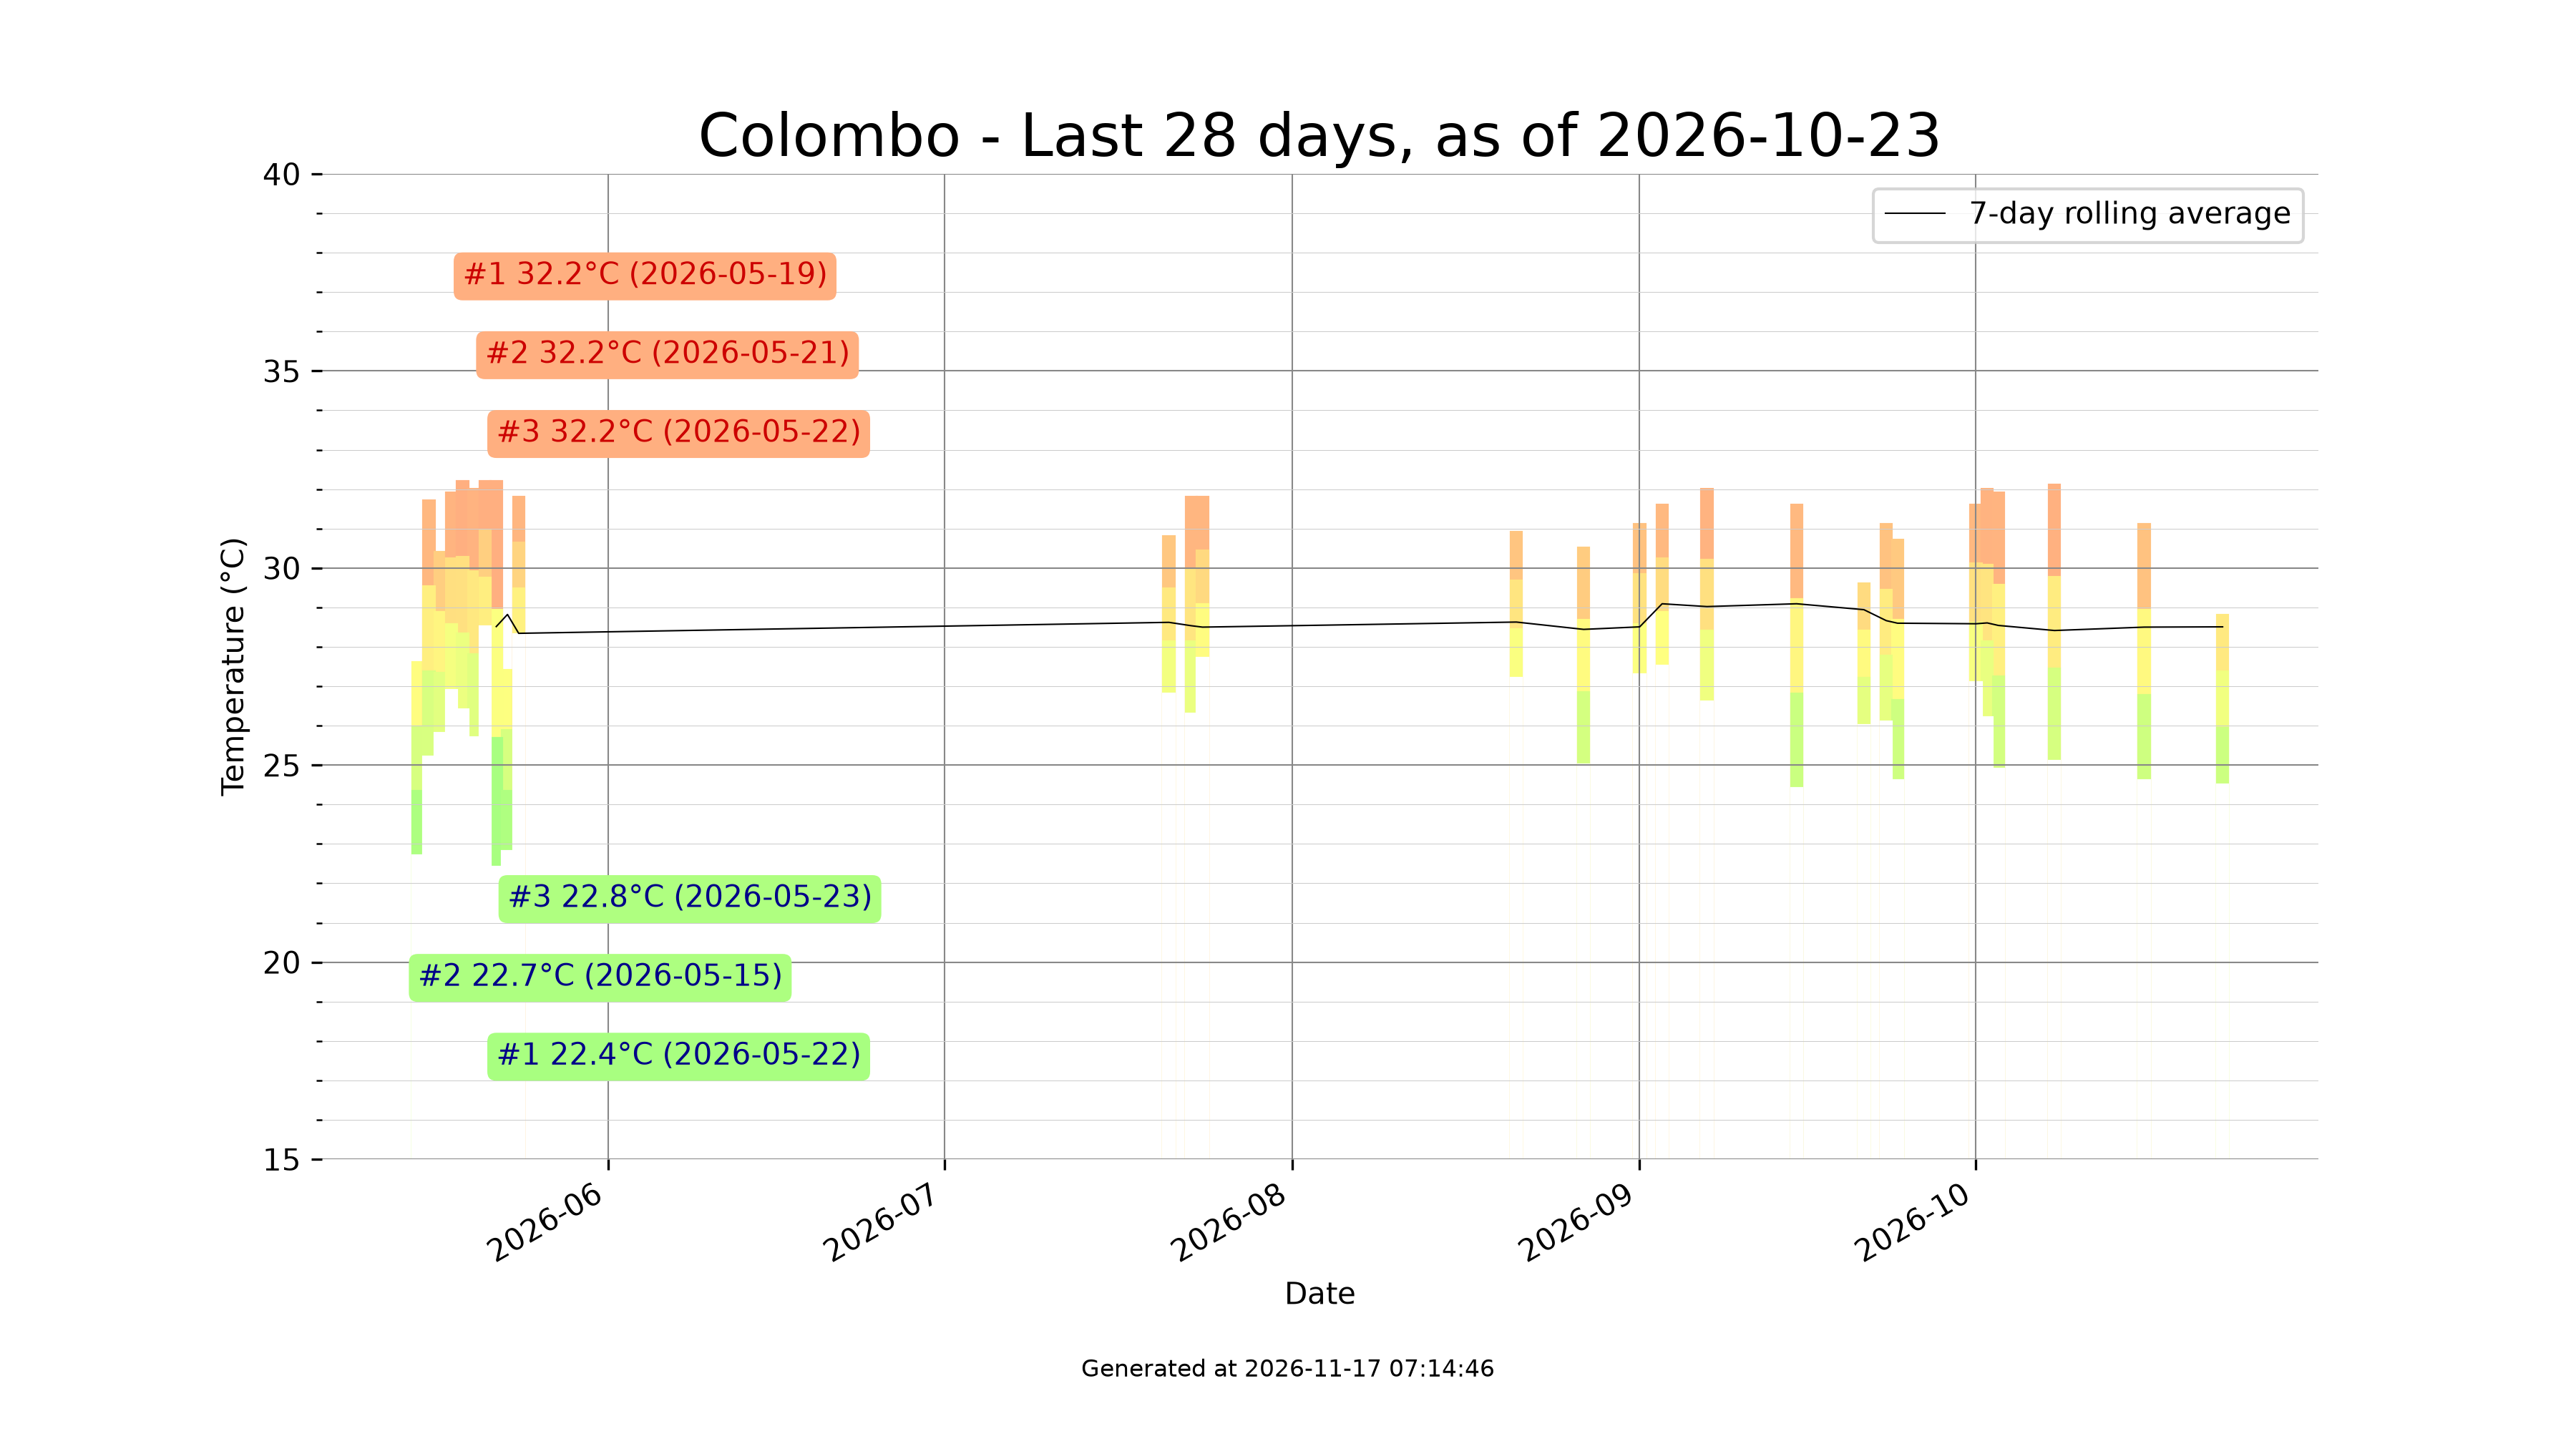 Colombo - Last 28 days, as of 2026-10-23
40
7-day rolling average
#1 32.2°C (2026-05-19)
#2 32.2°C (2026-05-21)
35
#3 32.2°C (2026-05-22)
30
Temperature (°C)
25
#3 22.8°C (2026-05-23)
20
#2 22.7°C (2026-05-15)
#1 22.4°C (2026-05-22)
15
2026-06
2026-07
2026-08
2026-09
2026-10
Date
Generated at 2026-11-17 07:14:46